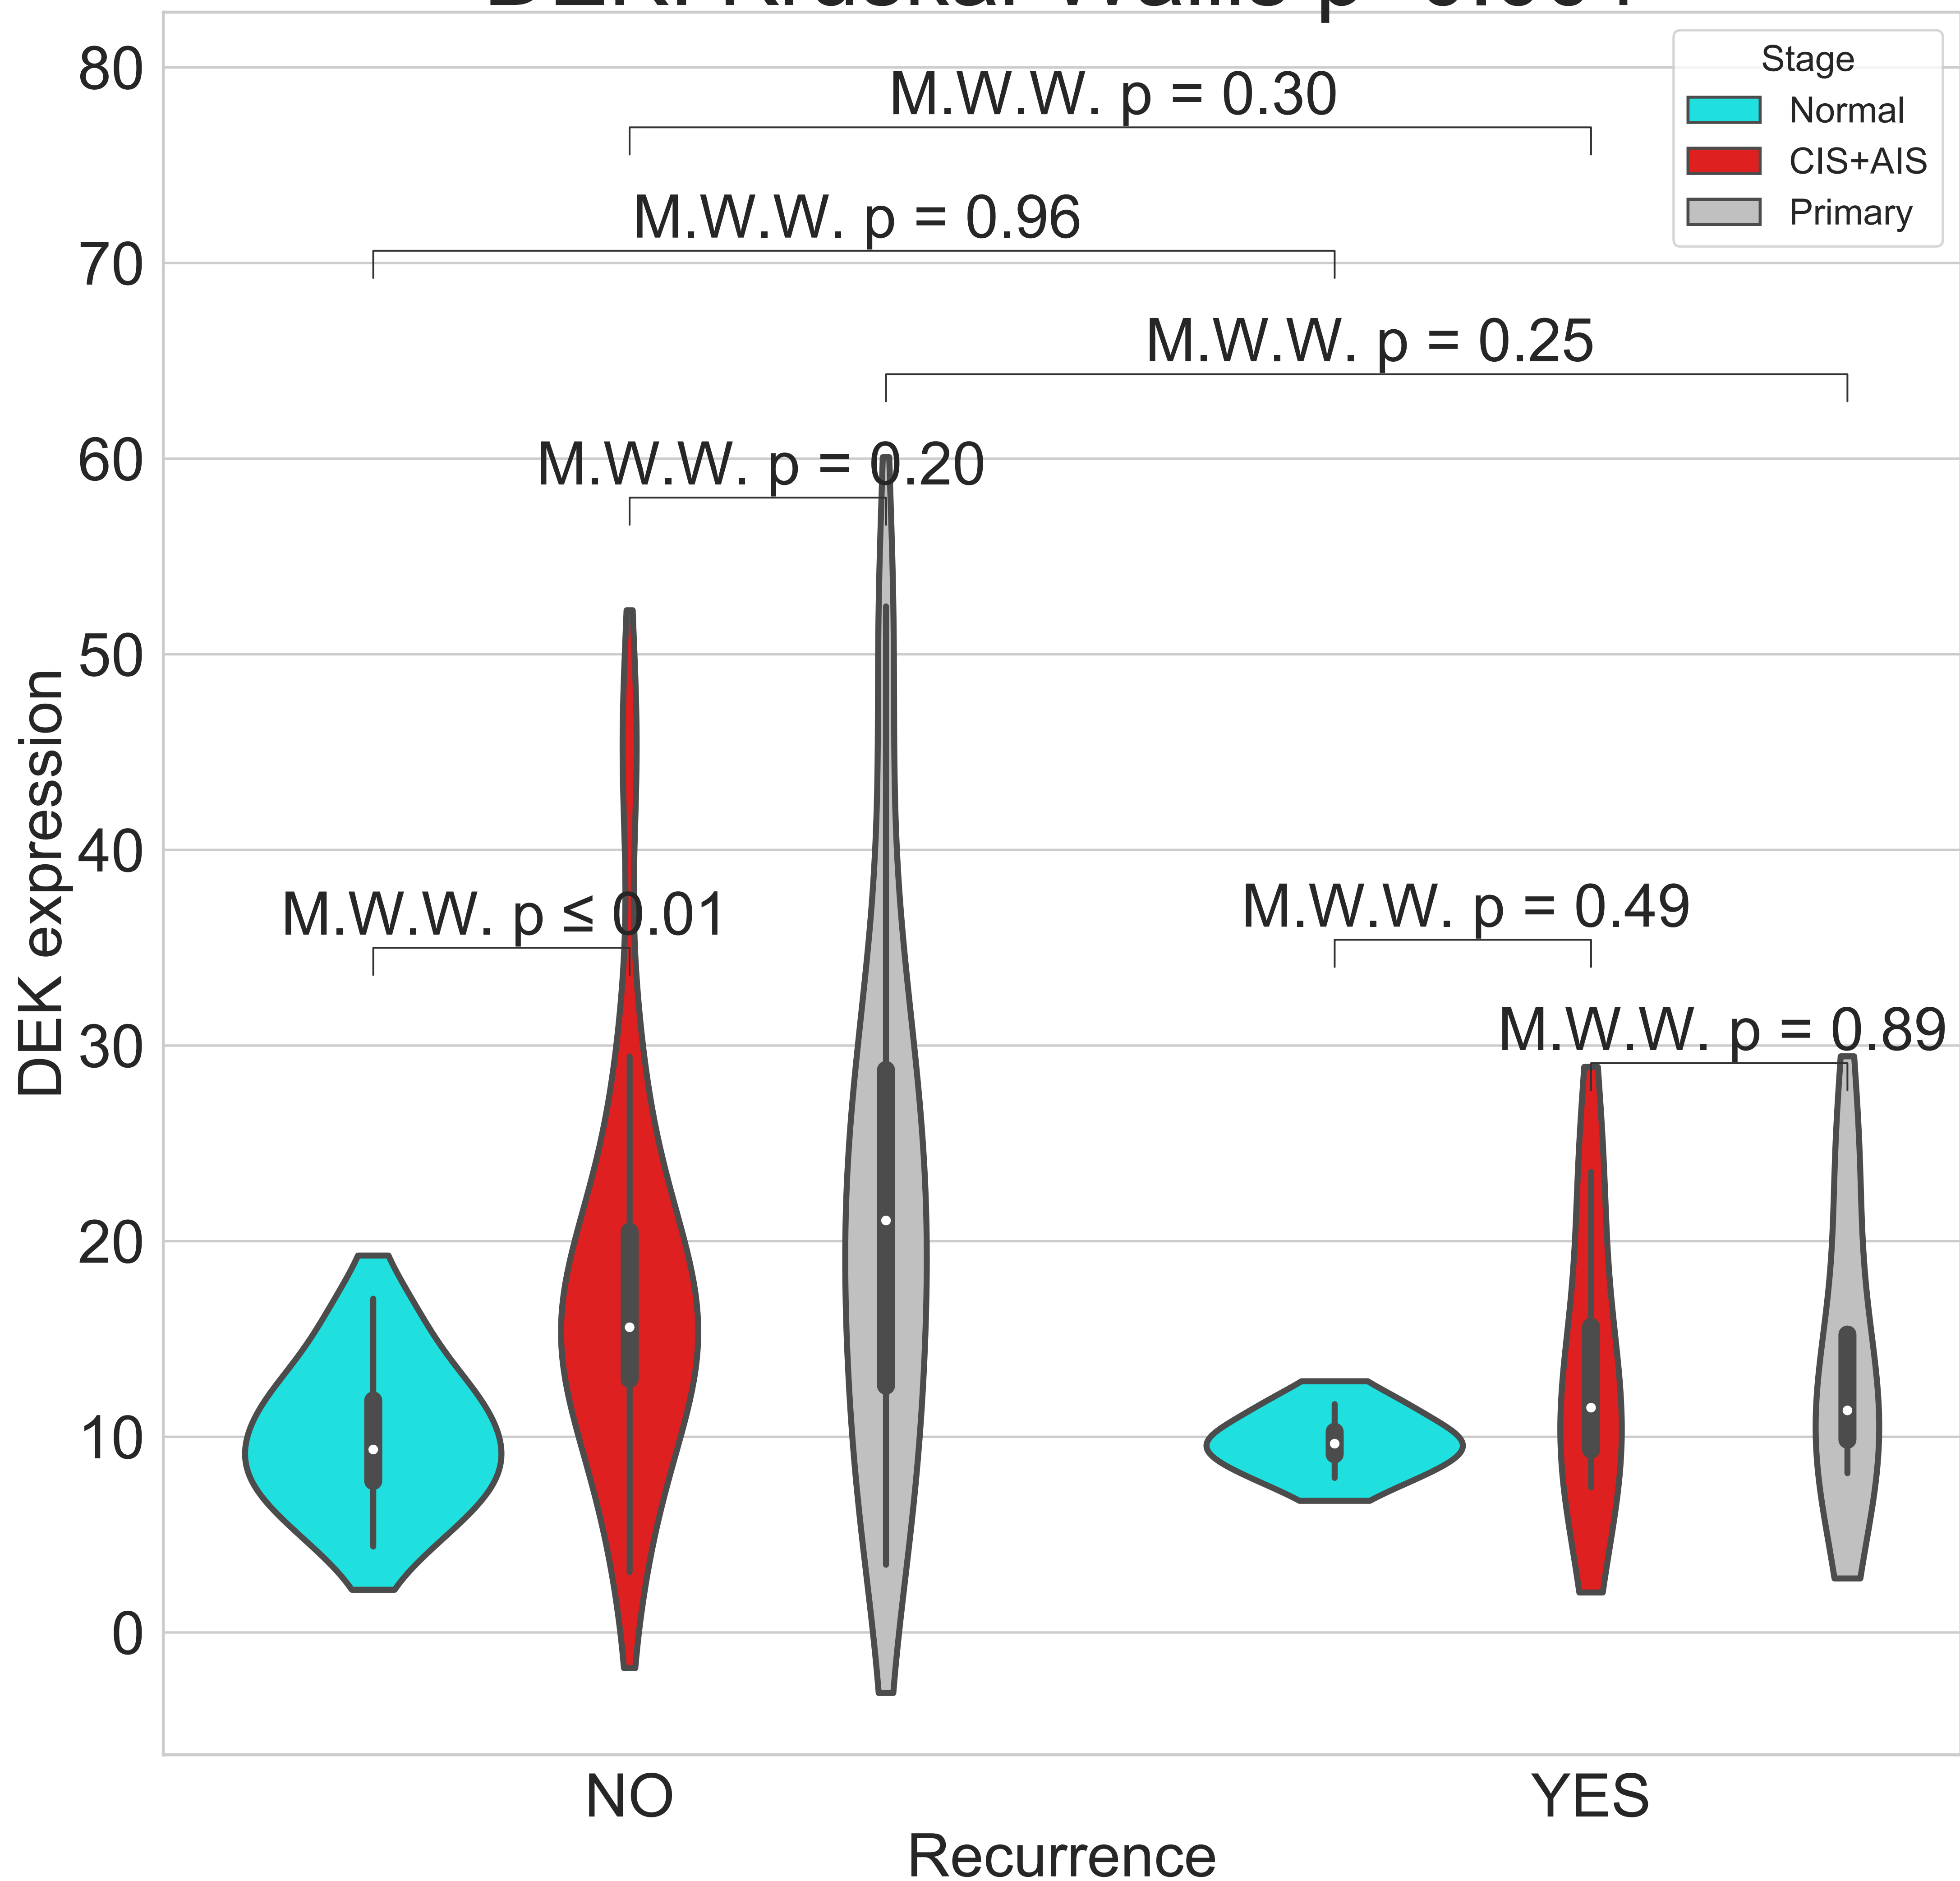 80
M.W.W. p = 0.30
Stage
Normal
CIS+AIS
Primary
M.W.W. p = 0.96
70
M.W.W. p = 0.25
60
M.W.W. p = 0.20
50
DEK expression
40
M.W.W. p ≤ 0.01
M.W.W. p = 0.49
30
M.W.W. p = 0.89
20
10
0
NO
YES
Recurrence